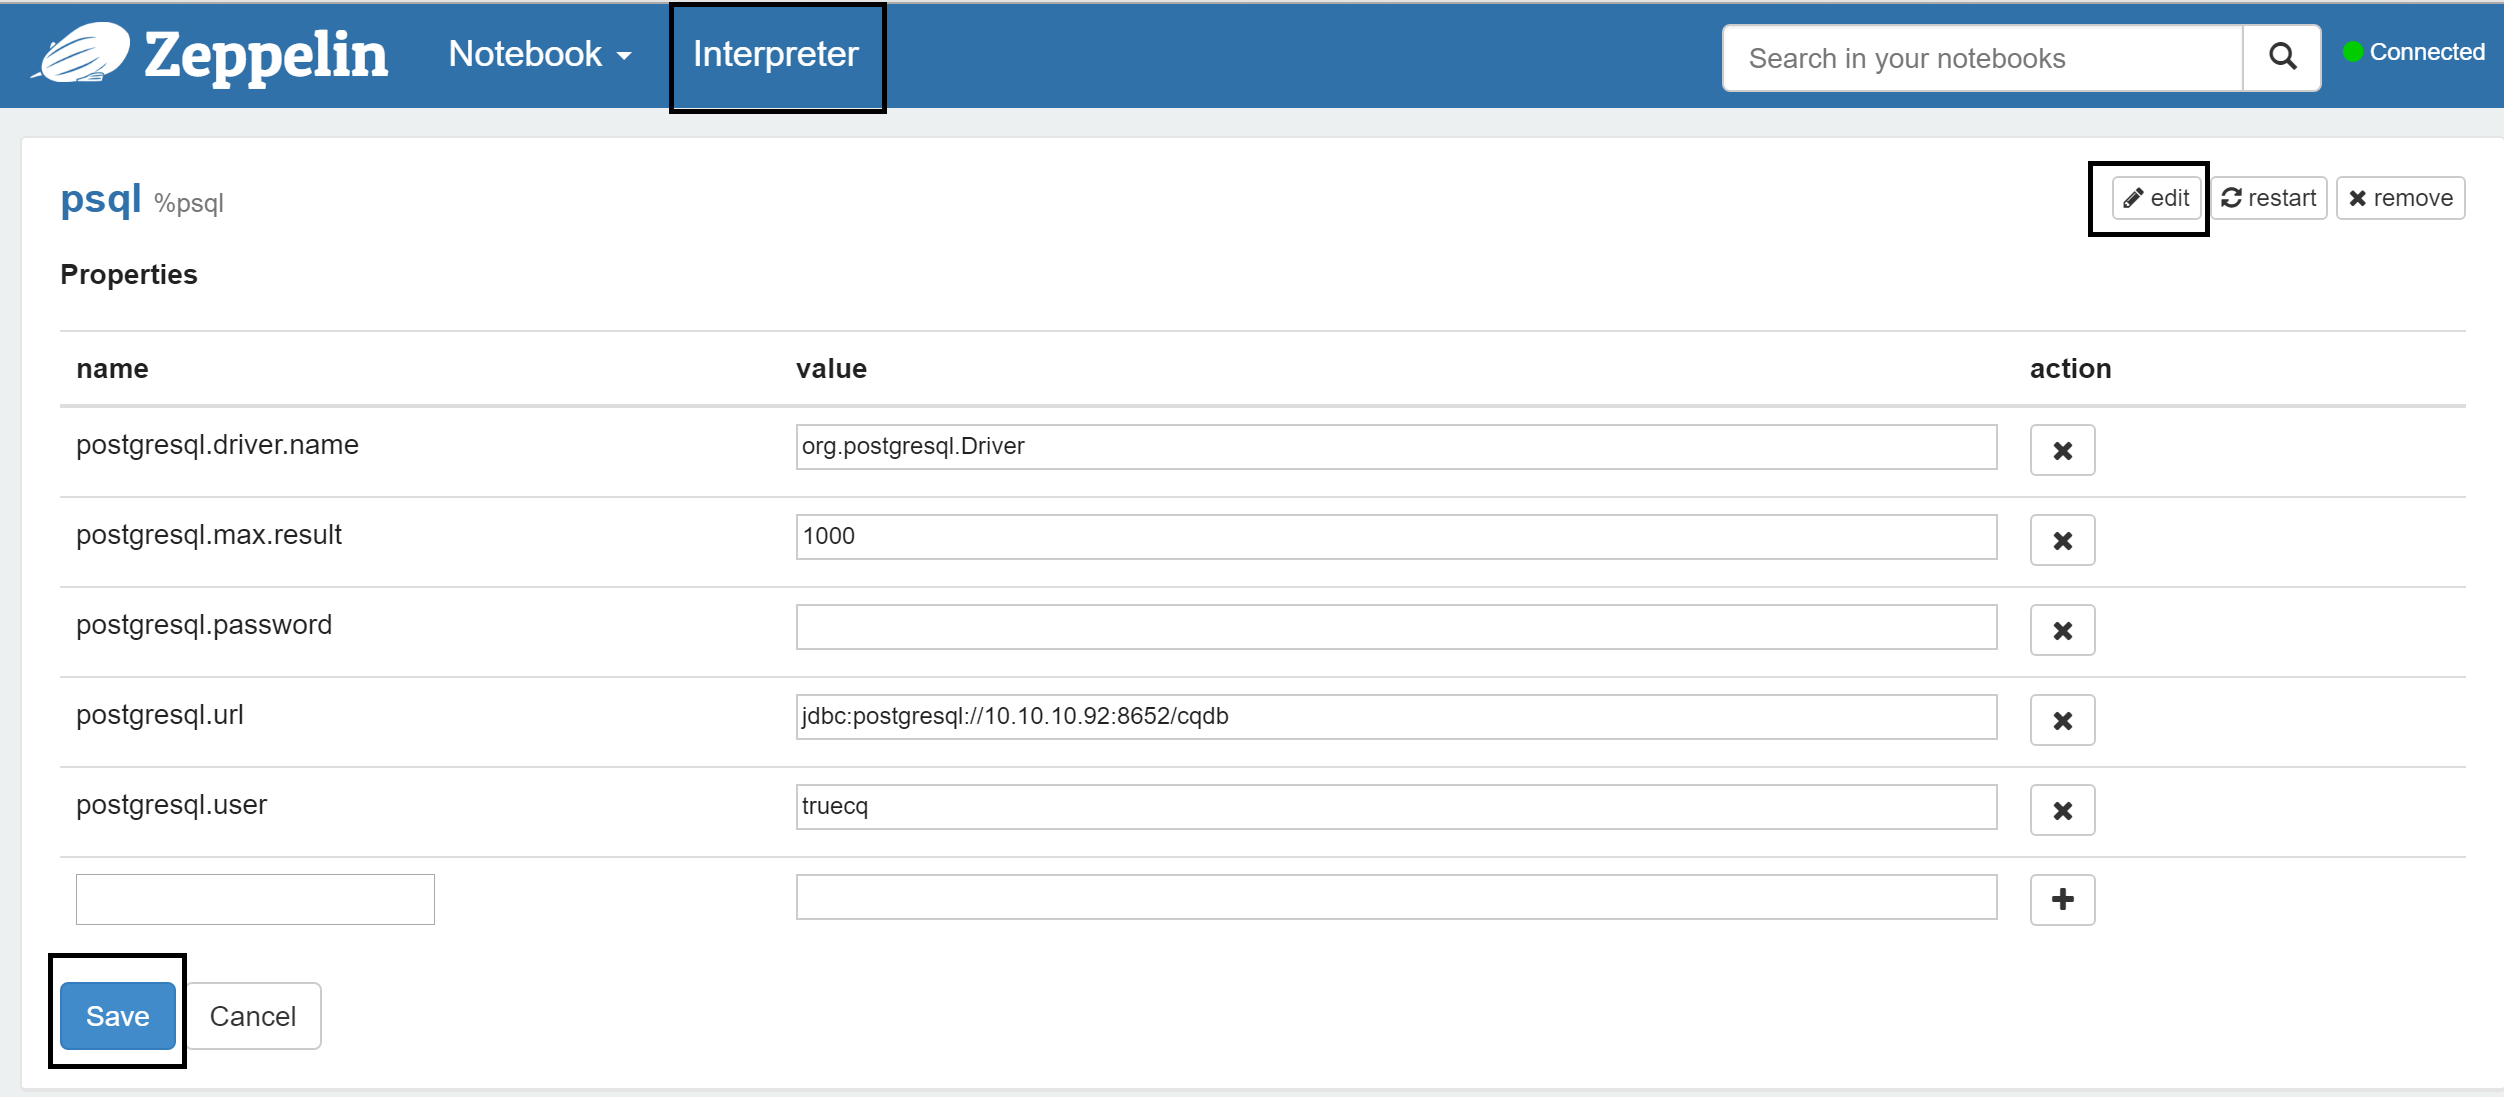 Zeppelin Notebook Interpreter Search in your notebooks Connected
psql %psql edit restart remove
Properties
name value action
postgresql.driver.name org.postgresql.Driver
postgresql.max.result 1000
postgresql.password
postgresql.url jdbc:postgresql://10.10.10.92:8652/cqdb
postgresql.user truecq
Save Cancel